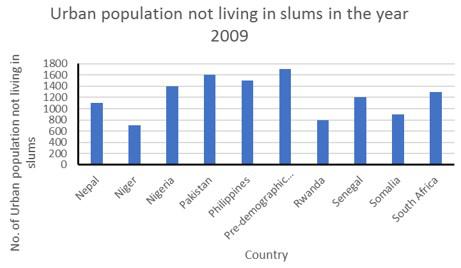 Urban population not living in slums in the year
2009
No. of Urban population not living in
slums
1800
1600
1400
1200
1000
800
600
400
200
0
Nepal
Niger
Nigeria
Pakistan
Philippines
Pre-demographic…
Rwanda
Senegal
Somalia
South Africa
Country